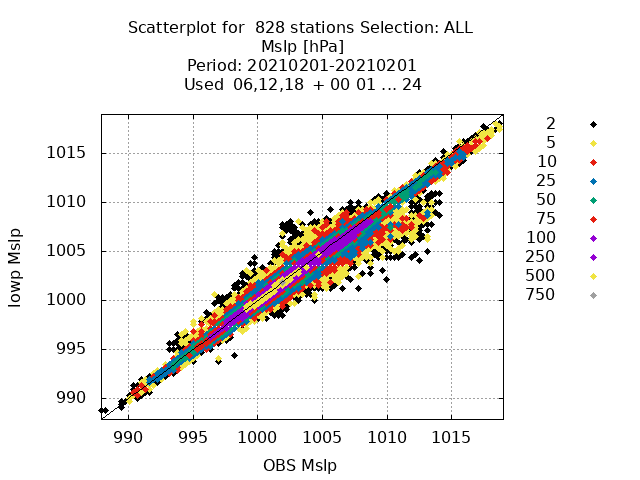 Scatterplot for  828 stations Selection: ALL
Mslp [hPa]
Period: 20210201-20210201
Used  06,12,18  + 00 01 ... 24
2
5
10
25
50
75
100
250
500
750
1015
1010
1005
1000
995
990
Iowp Mslp
990 995 1000 1005 1010 1015
OBS Mslp